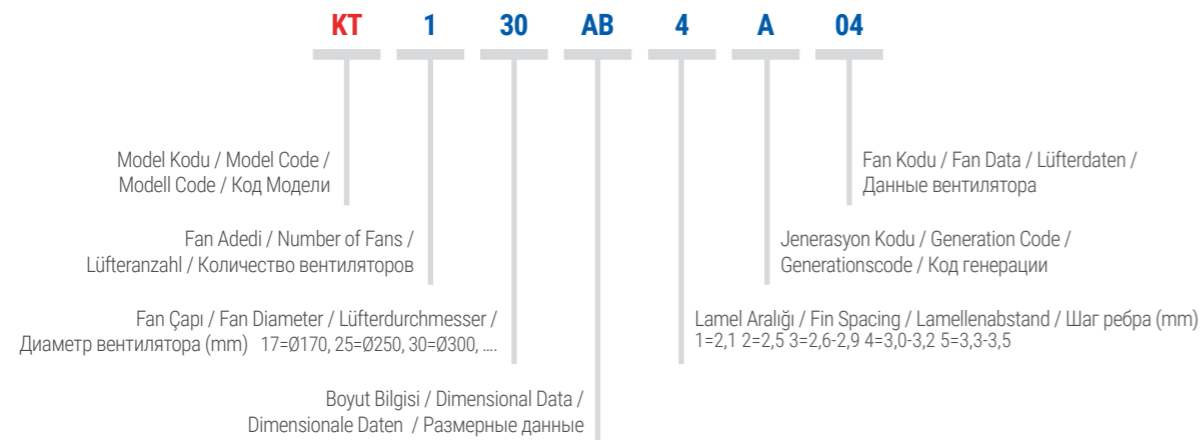 KT 1 30 AB 4 A 04
Model Kodu / Model Code /
Modell Code / Код Модели
Fan Kodu / Fan Data / Lüfterdaten /
Данные вентилятора
Fan Adedi / Number of Fans /
Lüfteranzahl / Количество вентиляторов
Jenerasyon Kodu / Generation Code /
Generationscode / Код генерации
Fan Çapı / Fan Diameter / Lüfterdurchmesser /
Диаметр вентилятора (mm) 17=Ø170, 25=Ø250, 30=Ø300, ....
Lamel Aralığı / Fin Spacing / Lamellenabstand / Шаг ребра (mm)
1=2,1 2=2,5 3=2,6-2,9 4=3,0-3,2 5=3,3-3,5
Boyut Bilgisi / Dimensional Data /
Dimensionale Daten / Размерные данные